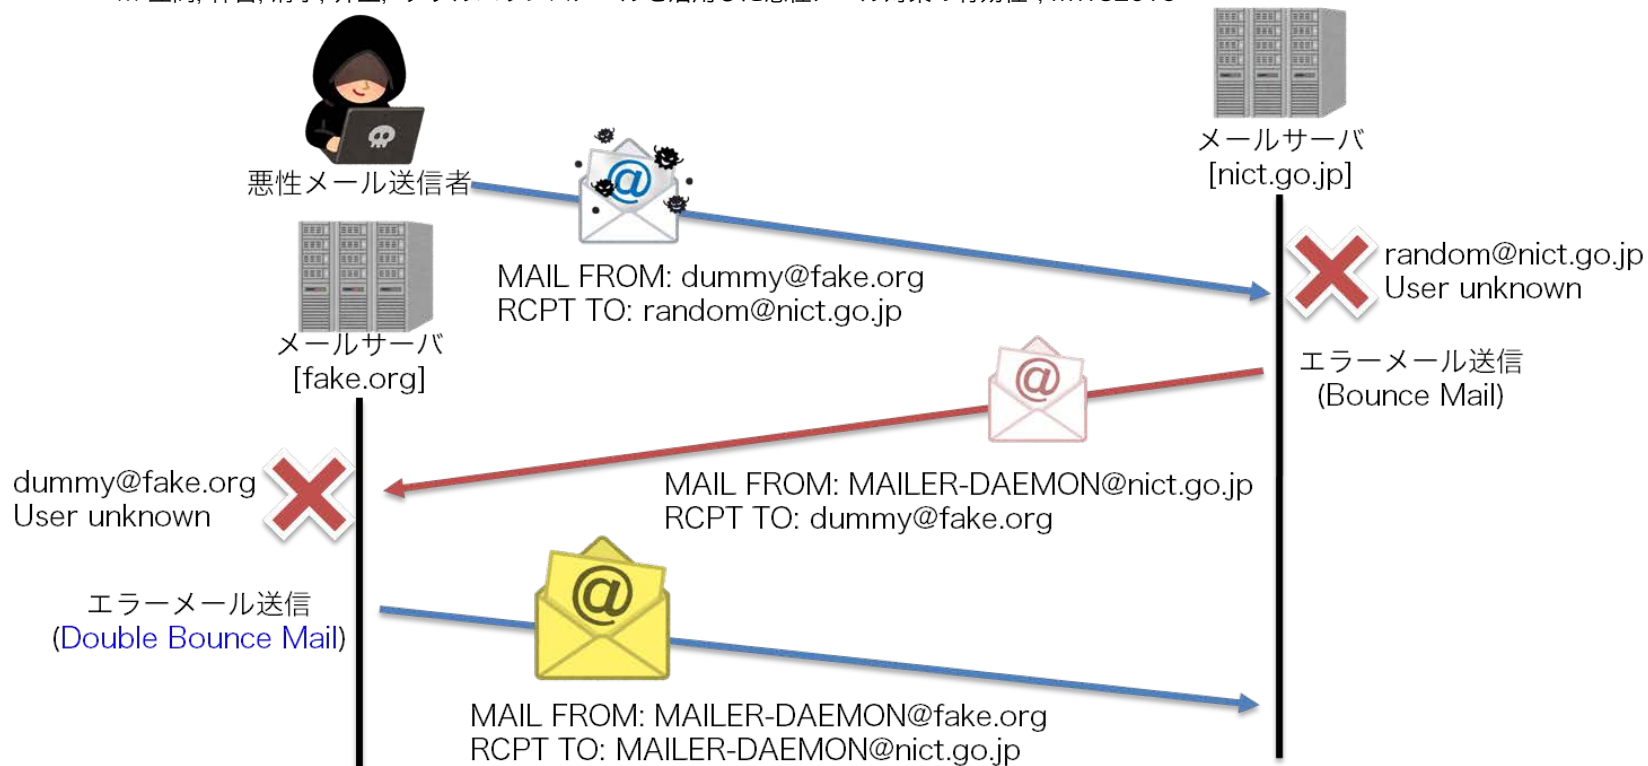 メールサーバ
[nict.go.jp]
悪性メール送信者
MAIL FROM: dummy@fake.org
RCPT TO: random@nict.go.jp
random@nict.go.jp
User unknown
メールサーバ
[fake.org]
エラーメール送信
(Bounce Mail)
MAIL FROM: MAILER-DAEMON@nict.go.jp
RCPT TO: dummy@fake.org
dummy@fake.org
User unknown
エラーメール送信
(Double Bounce Mail)
MAIL FROM: MAILER-DAEMON@fake.org
RCPT TO: MAILER-DAEMON@nict.go.jp